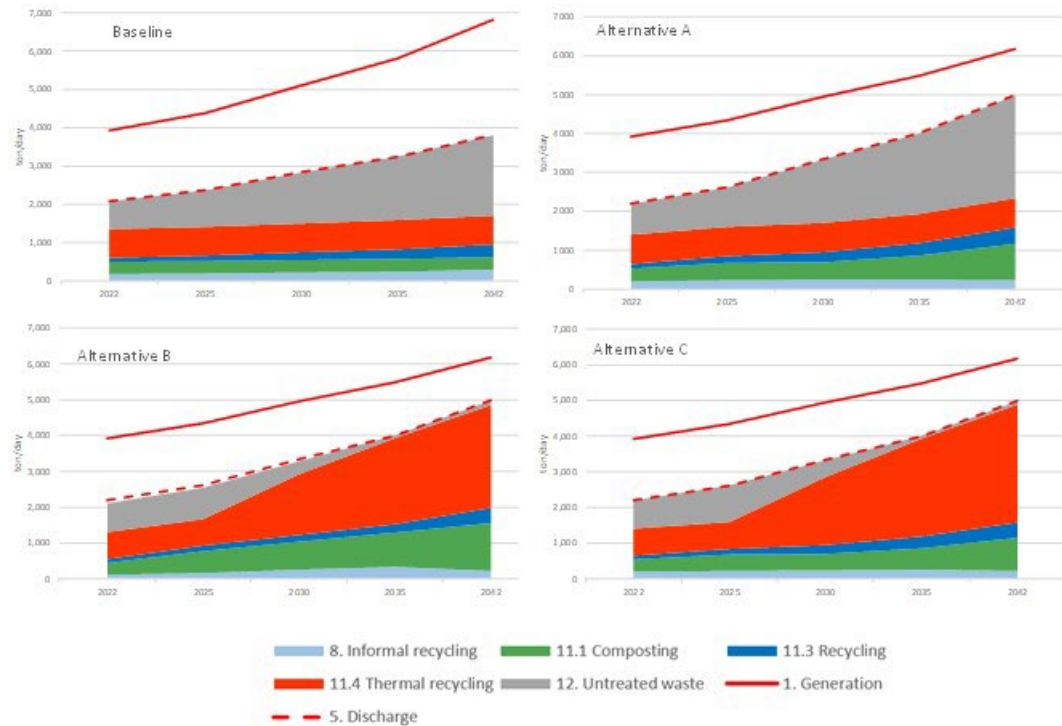 Baseline
7,000
6,000
5,000
4,000
3,000
2,000
1,000
0
ton/day
2022 2025 2030 2035 2042
Alternative A
7000
6000
5000
4000
3000
2000
1000
0
ton/day
2022 2025 2030 2035 2042
Alternative B
7,000
6,000
5,000
4,000
3,000
2,000
1,000
0
ton/day
2022 2025 2030 2035 2042
Alternative C
7,000
6,000
5,000
4,000
3,000
2,000
1,000
0
ton/day
2022 2025 2030 2035 2042
8. Informal recycling 11.1 Composting 11.3 Recycling
11.4 Thermal recycling 12. Untreated waste 1. Generation
5. Discharge